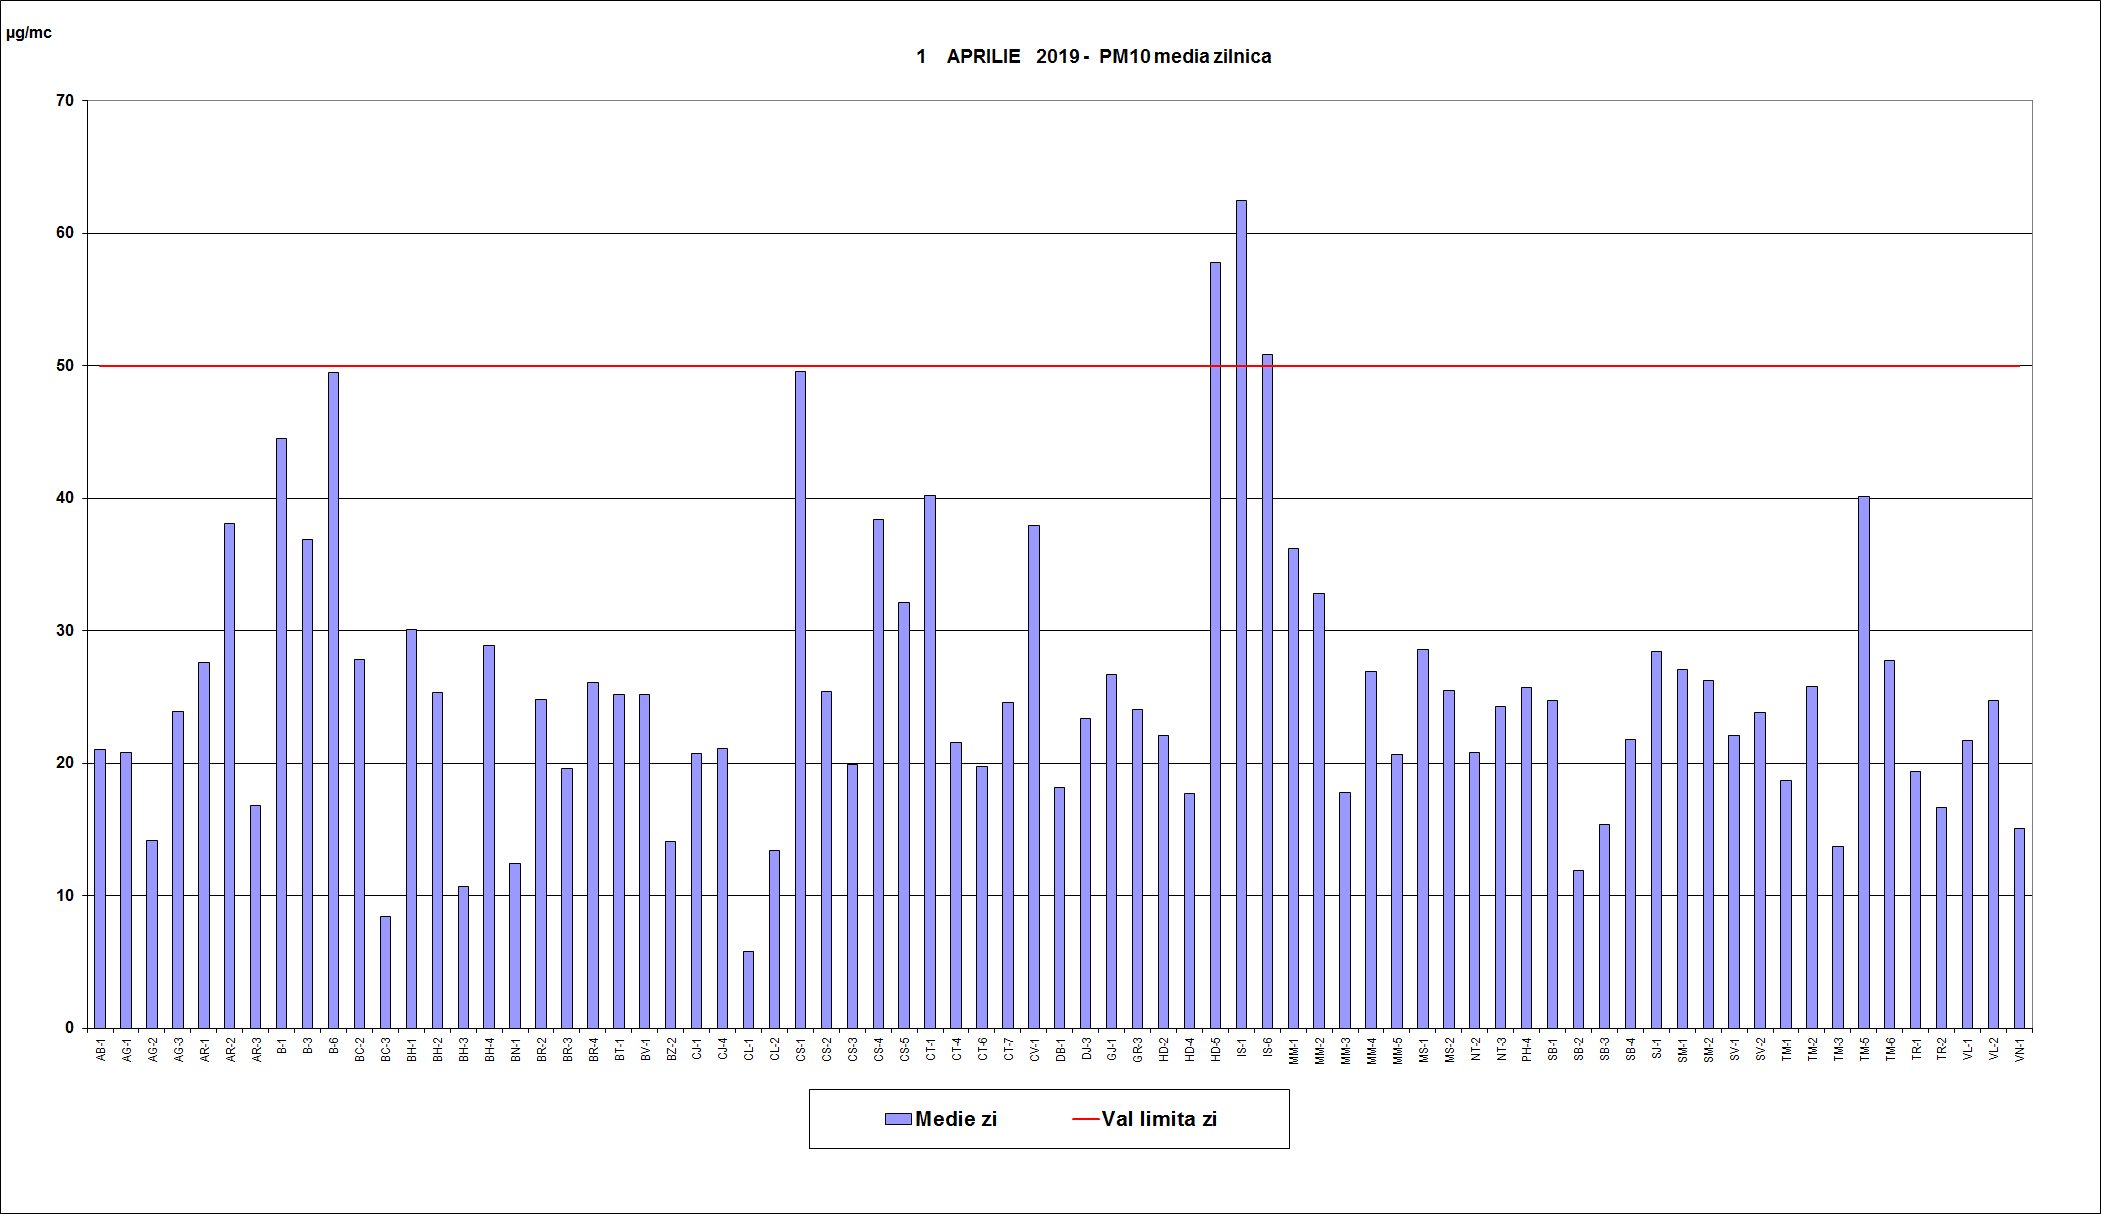 µg/mc
1 APRILIE 2019 - PM10 media zilnica
70
60
50
40
30
20
10
0
AB-1 AG-1 AG-2 AG-3 AR-1 AR-2 AR-3 B-1 B-3 B-6 BC-2 BC-3 BH-1 BH-2 BH-3 BH-4 BN-1 BR-2 BR-3 BR-4 BT-1 BV-1 BZ-2 CJ-1 CJ-4 CL-1 CL-2 CS-1 CS-2 CS-3 CS-4 CS-5 CT-1 CT-4 CT-6 CT-7 CV-1 DB-1 DJ-3 GJ-1 GR-3 HD-2 HD-4 HD-5 IS-1 IS-6 MM-1 MM-2 MM-3 MM-4 MM-5 MS-1 MS-2 NT-2 NT-3 PH-4 SB-1 SB-2 SB-3 SB-4 SJ-1 SM-1 SM-2 SV-1 SV-2 TM-1 TM-2 TM-3 TM-5 TM-6 TR-1 TR-2 VL-1 VL-2 VN-1
Medie zi Val limita zi